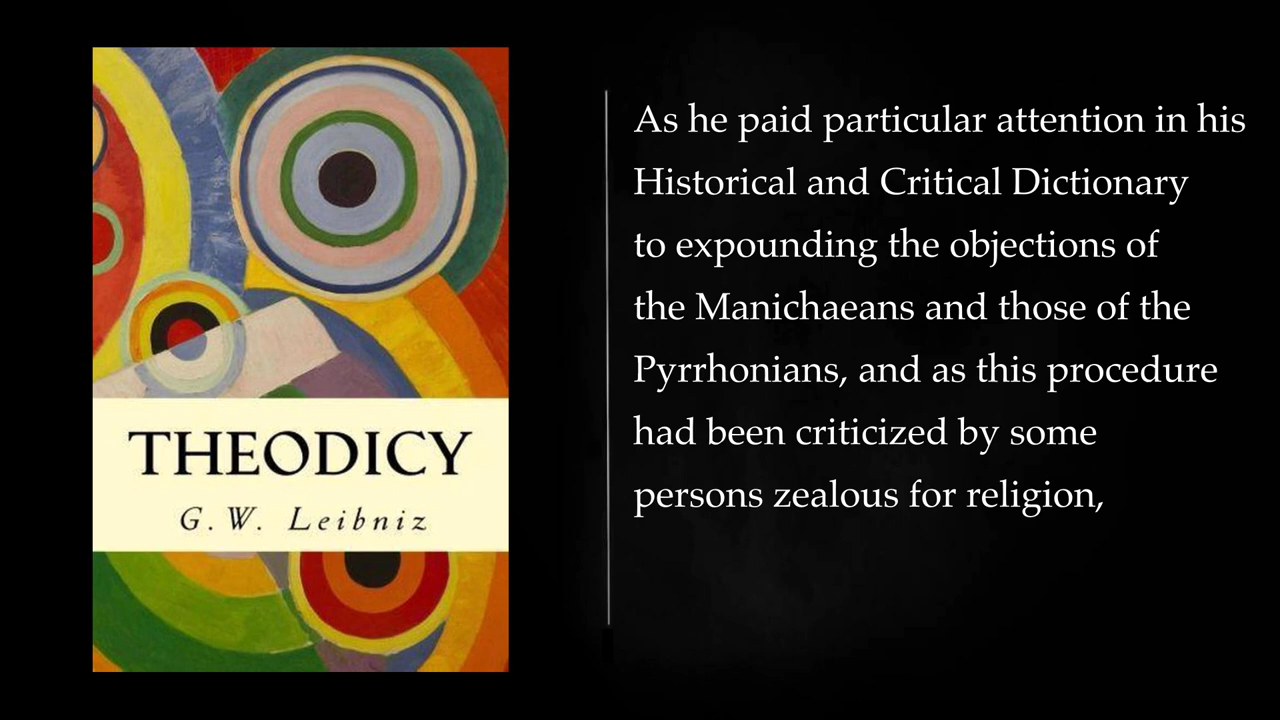 THEODICY
G. W. Leibniz
As he paid particular attention in his
Historical and Critical Dictionary
to expounding the objections of
the Manichaeans and those of the
Pyrrhonians, and as this procedure
had been criticized by some
persons zealous for religion,